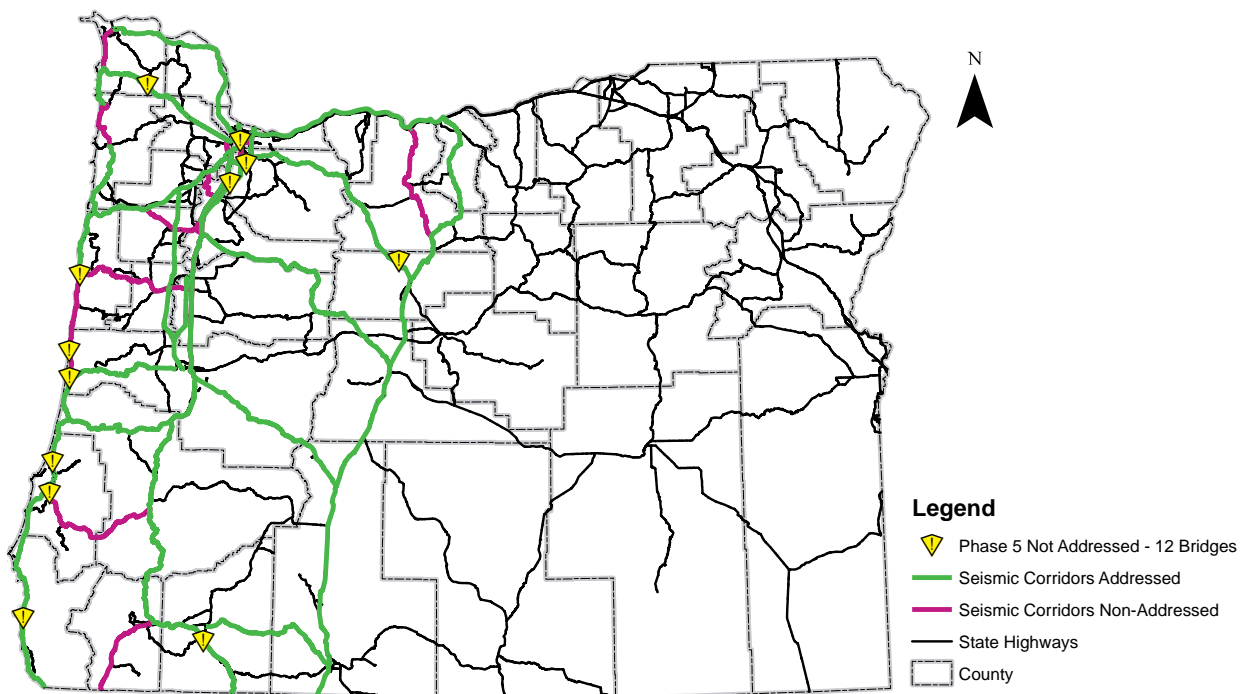 N
Legend
Phase 5 Not Addressed - 12 Bridges
Seismic Corridors Addressed
Seismic Corridors Non-Addressed
State Highways
County